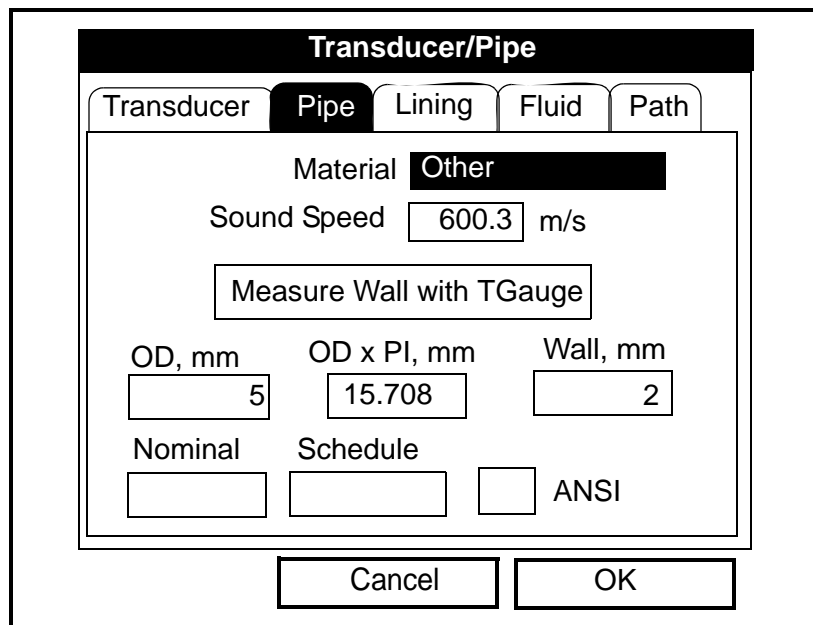 Transducer/Pipe
Transducer Pipe Lining Fluid Path
Material Other
Sound Speed 600.3 m/s
Measure Wall with TGauge
OD, mm OD x PI, mm Wall, mm
5 15.708 2
Nominal Schedule
ANSI
Cancel OK